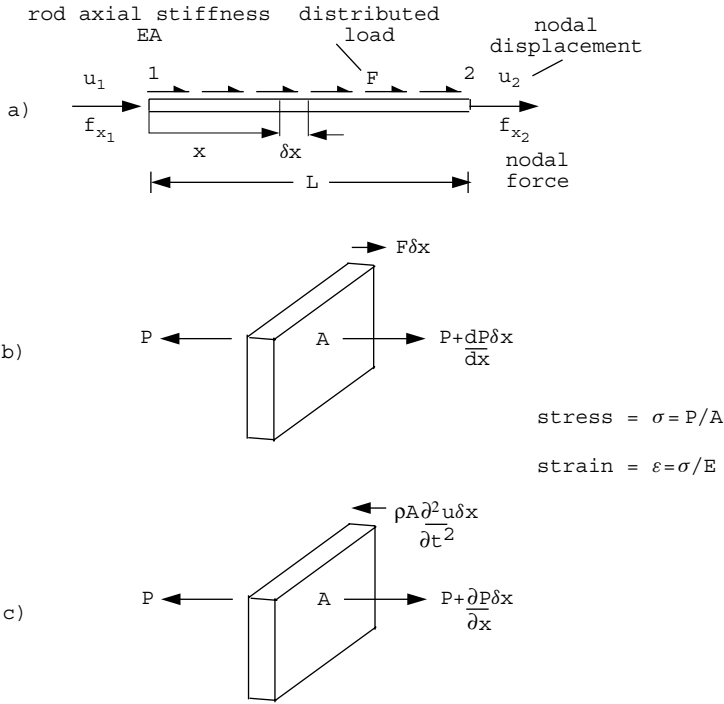 rod axial stiffness
EA
distributed
load
nodal
displacement
a)
u₁
1
F
2
u₂
fₓ₁
x
δx
fₓ₂
L
nodal
force
Fδx
b)
P
A
P+dPδx
dx
stress = σ=P/A
strain = ε=σ/E
ρA∂²uδx
∂t²
c)
P
A
P+∂Pδx
∂x